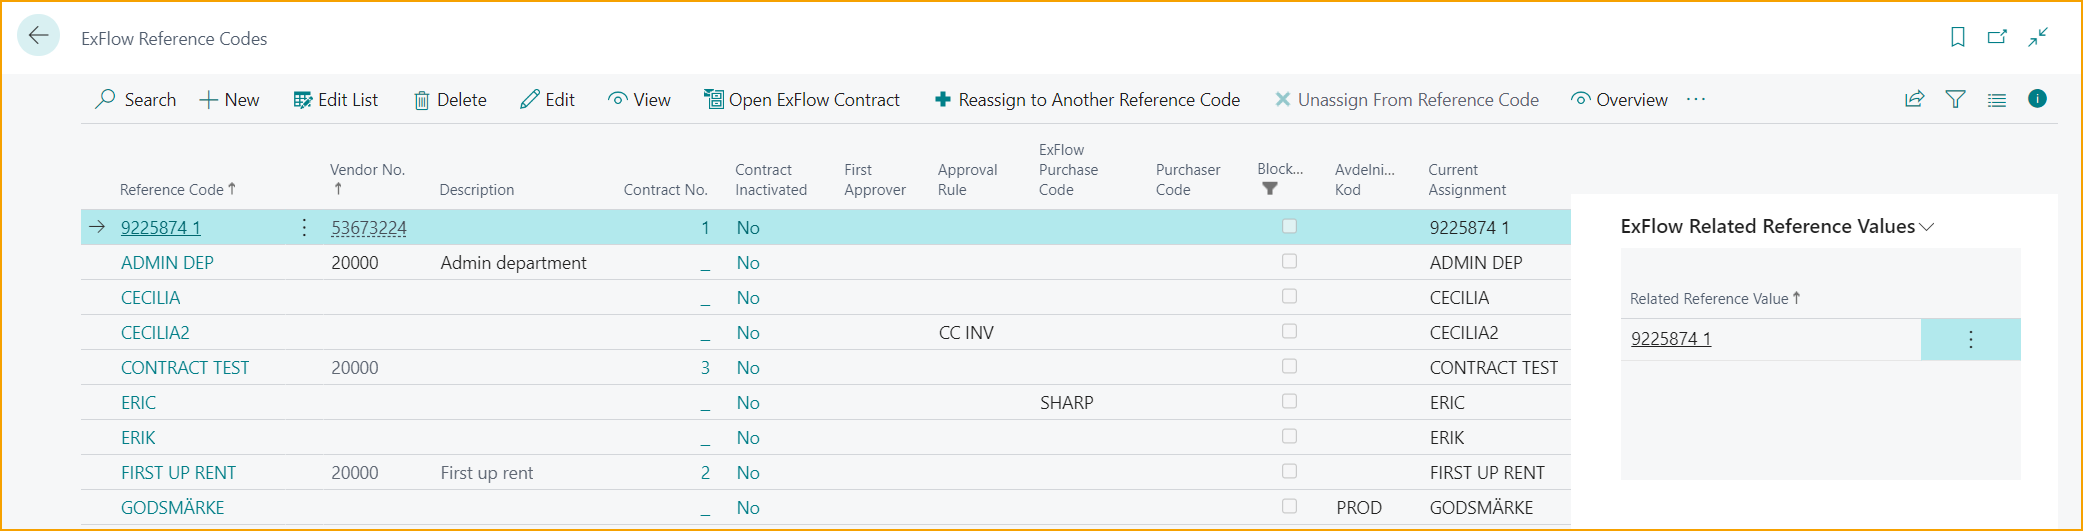 ExFlow Reference Codes
Search New Edit List Delete Edit View Open ExFlow Contract Reassign to Another Reference Code Unassign From Reference Code Overview ...
Reference Code ↑ Vendor No. ↑ Description Contract No. Contract Inactivated First Approver Approval Rule ExFlow Purchase Code Purchaser Code Block... Avdelni... Kod Current Assignment
9225874 1 53673224 1 No 9225874 1
ADMIN DEP 20000 Admin department _ No ADMIN DEP
CECILIA _ No CECILIA
CECILIA2 _ No CC INV CECILIA2
CONTRACT TEST 20000 3 No CONTRACT TEST
ERIC _ No SHARP ERIC
ERIK _ No ERIK
FIRST UP RENT 20000 First up rent 2 No FIRST UP RENT
GODSMÄRKE _ No PROD GODSMÄRKE
ExFlow Related Reference Values
Related Reference Value ↑
9225874 1